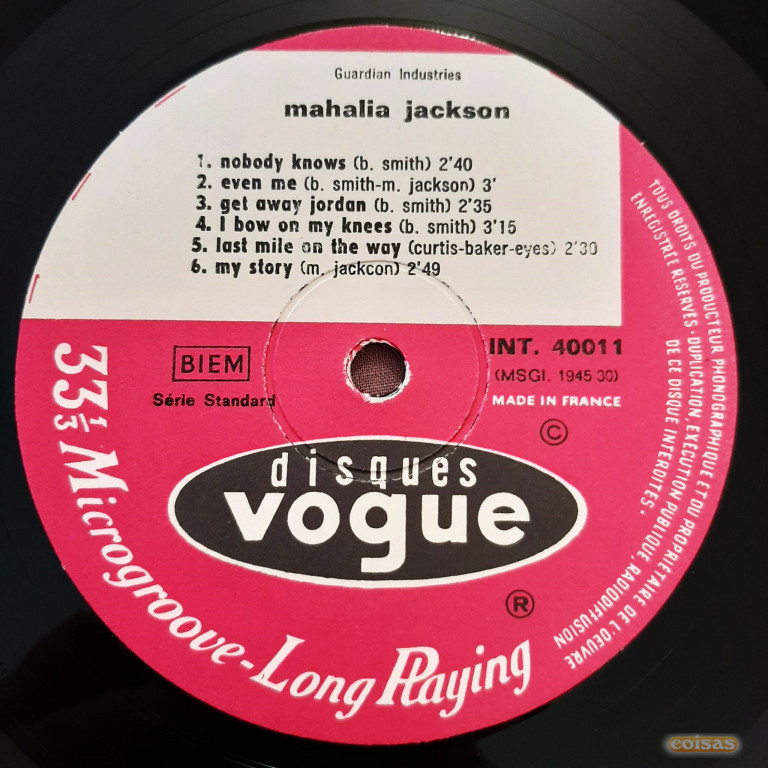 Guardian Industries
mahalia jackson
1. nobody knows (b. smith) 2'40
2. even me (b. smith-m. jackson) 3'
3. get away jordan (b. smith) 2'35
4. I bow on my knees (b. smith) 3'15
5. last mile on the way (curtis-baker-eyes) 2'30
6. my story (m. jackcon) 2'49
BIEM
Série Standard
INT. 40011
(MSGI. 1945 30)
MADE IN FRANCE
©
disques
vogue
®
33 1/3 Microgroove-Long Playing
TOUS DROITS DU PRODUCTEUR PHONOGRAPHIQUE ET DU PROPRIETAIRE DE L'OEUVRE
ENREGISTRÉE RESERVÉS · DUPLICATION, EXECUTION PUBLIQUE, RADIODIFFUSION
DE CE DISQUE INTERDITES.
coisas